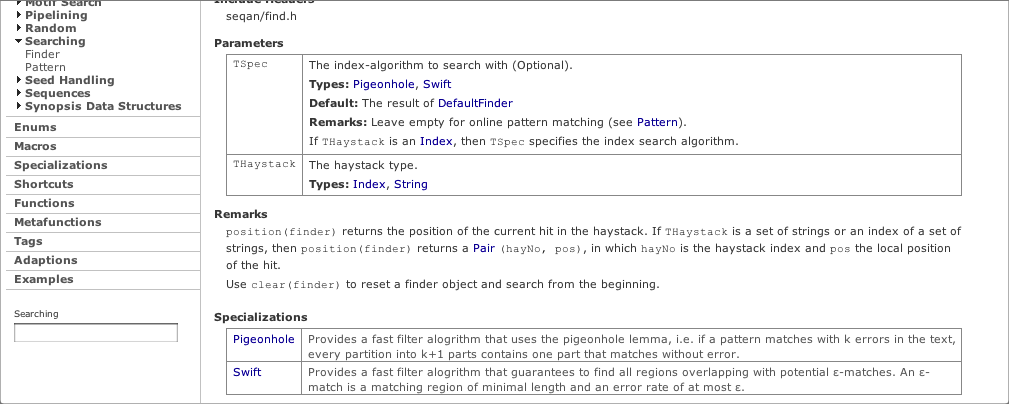 Motif Search
Pipelining
Random
Searching
Finder
Pattern
Seed Handling
Sequences
Synopsis Data Structures
Enums
Macros
Specializations
Shortcuts
Functions
Metafunctions
Tags
Adaptions
Examples
Searching
Include Headers
seqan/find.h
Parameters
TSpec
The index-algorithm to search with (Optional).
Types: Pigeonhole, Swift
Default: The result of DefaultFinder
Remarks: Leave empty for online pattern matching (see Pattern).
If THaystack is an Index, then TSpec specifies the index search algorithm.
THaystack
The haystack type.
Types: Index, String
Remarks
position(finder) returns the position of the current hit in the haystack. If THaystack is a set of strings or an index of a set of
strings, then position(finder) returns a Pair (hayNo, pos), in which hayNo is the haystack index and pos the local position
of the hit.
Use clear(finder) to reset a finder object and search from the beginning.
Specializations
Pigeonhole
Provides a fast filter alogrithm that uses the pigeonhole lemma, i.e. if a pattern matches with k errors in the text,
every partition into k+1 parts contains one part that matches without error.
Swift
Provides a fast filter alogrithm that guarantees to find all regions overlapping with potential ε-matches. An ε-
match is a matching region of minimal length and an error rate of at most ε.